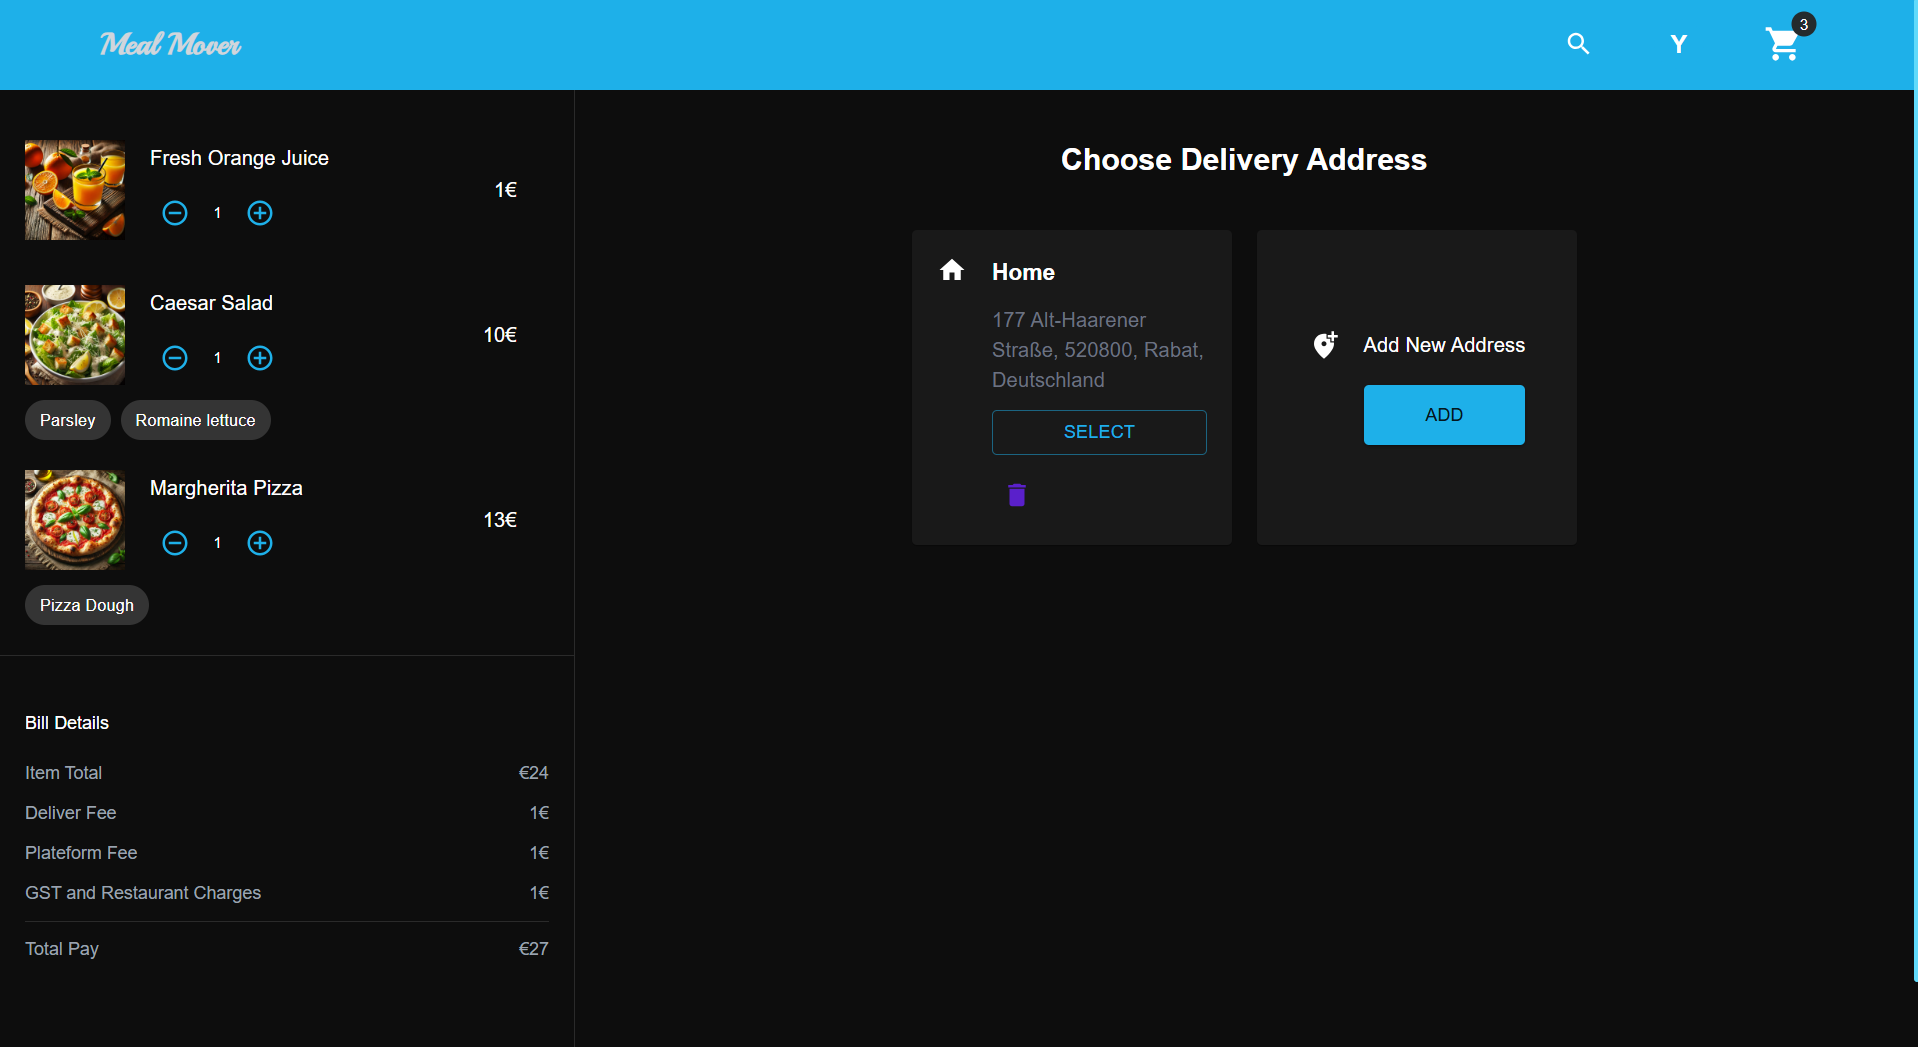 Meal Mover
Y
3
Fresh Orange Juice
1
1€
Caesar Salad
1
10€
Parsley
Romaine lettuce
Margherita Pizza
1
13€
Pizza Dough
Bill Details
Item Total €24
Deliver Fee 1€
Plateform Fee 1€
GST and Restaurant Charges 1€
Total Pay €27
Choose Delivery Address
Home
177 Alt-Haarener
Straße, 520800, Rabat,
Deutschland
SELECT
Add New Address
ADD